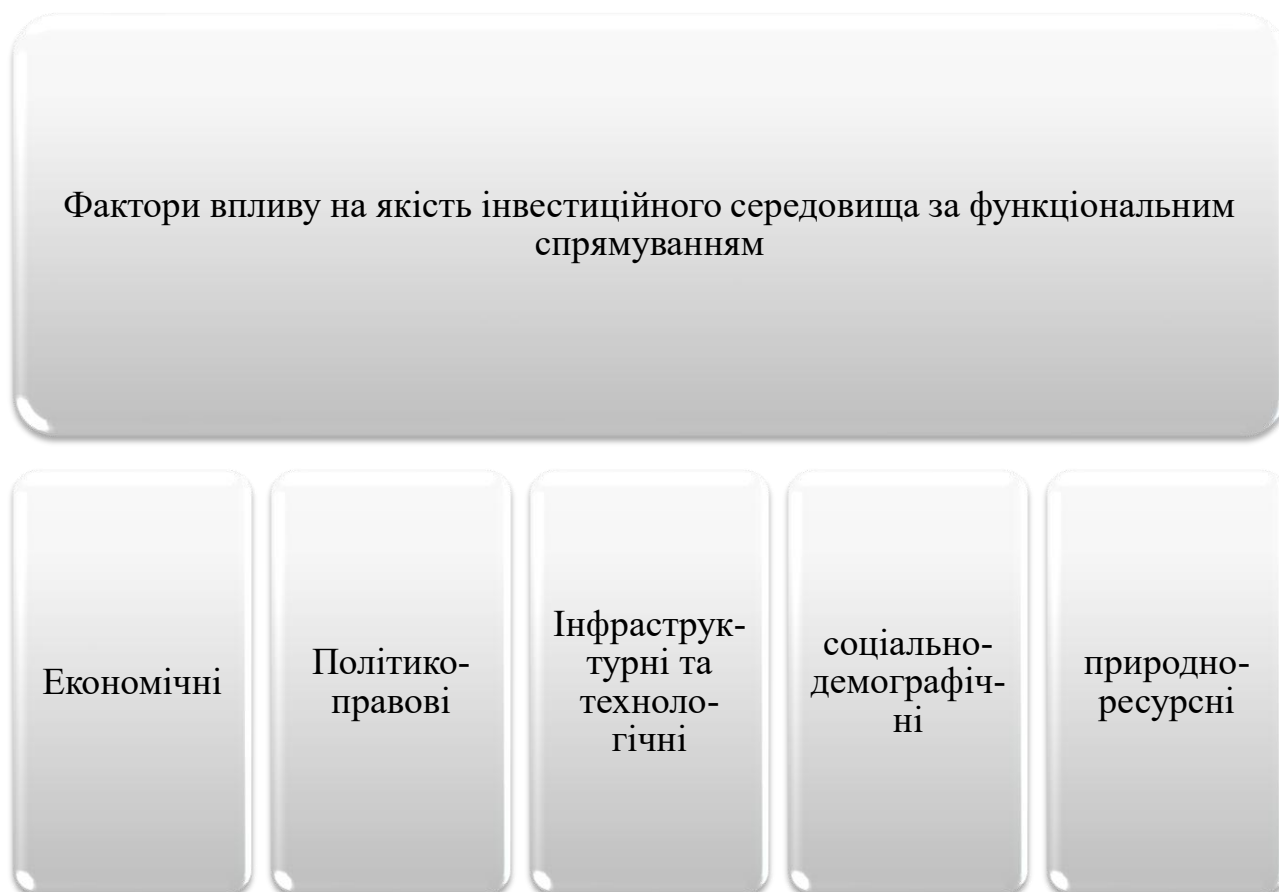 Фактори впливу на якість інвестиційного середовища за функціональним
спрямуванням
Економічні
Політико-
правові
Інфраструк-
турні та
техноло-
гічні
соціально-
демографіч-
ні
природно-
ресурсні